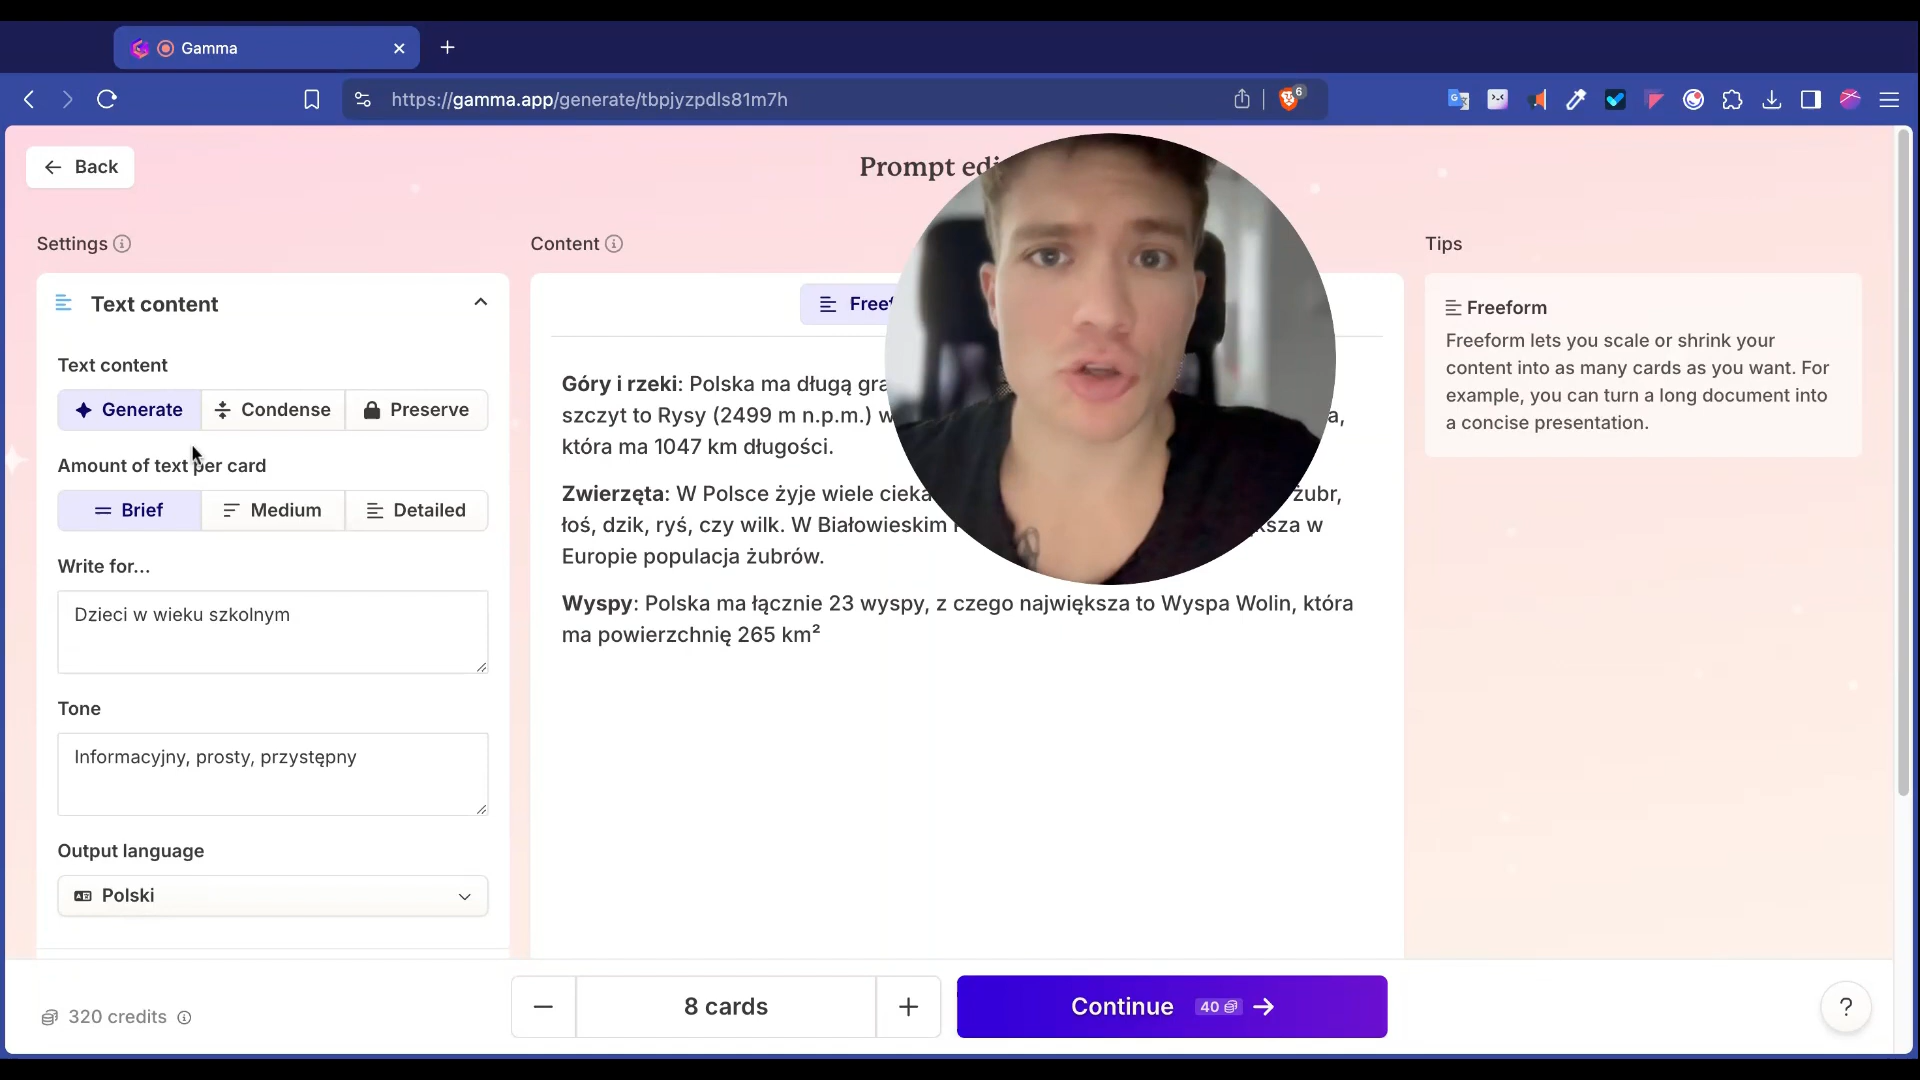 Gamma
https://gamma.app/generate/tbpjyzpdls81m7h
6
Back
Prompt
Settings
Content
Tips
Text content
Text content
Generate
Condense
Preserve
Amount of text per card
Brief
Medium
Detailed
Write for...
Dzieci w wieku szkolnym
Tone
Informacyjny, prosty, przystępny
Output language
Polski
Góry i rzeki: Polska ma długą
szczyt to Rysy (2499 m n.p.m.) w
która ma 1047 km długości.
Zwierzęta: W Polsce żyje wiele żubr,
łoś, dzik, ryś, czy wilk. W Białowieskim w
Europie populacja żubrów.
Wyspy: Polska ma łącznie 23 wyspy, z czego największa to Wyspa Wolin, która
ma powierzchnię 265 km²
Freeform
Freeform lets you scale or shrink your
content into as many cards as you want. For
example, you can turn a long document into
a concise presentation.
320 credits
8 cards
Continue 40
?